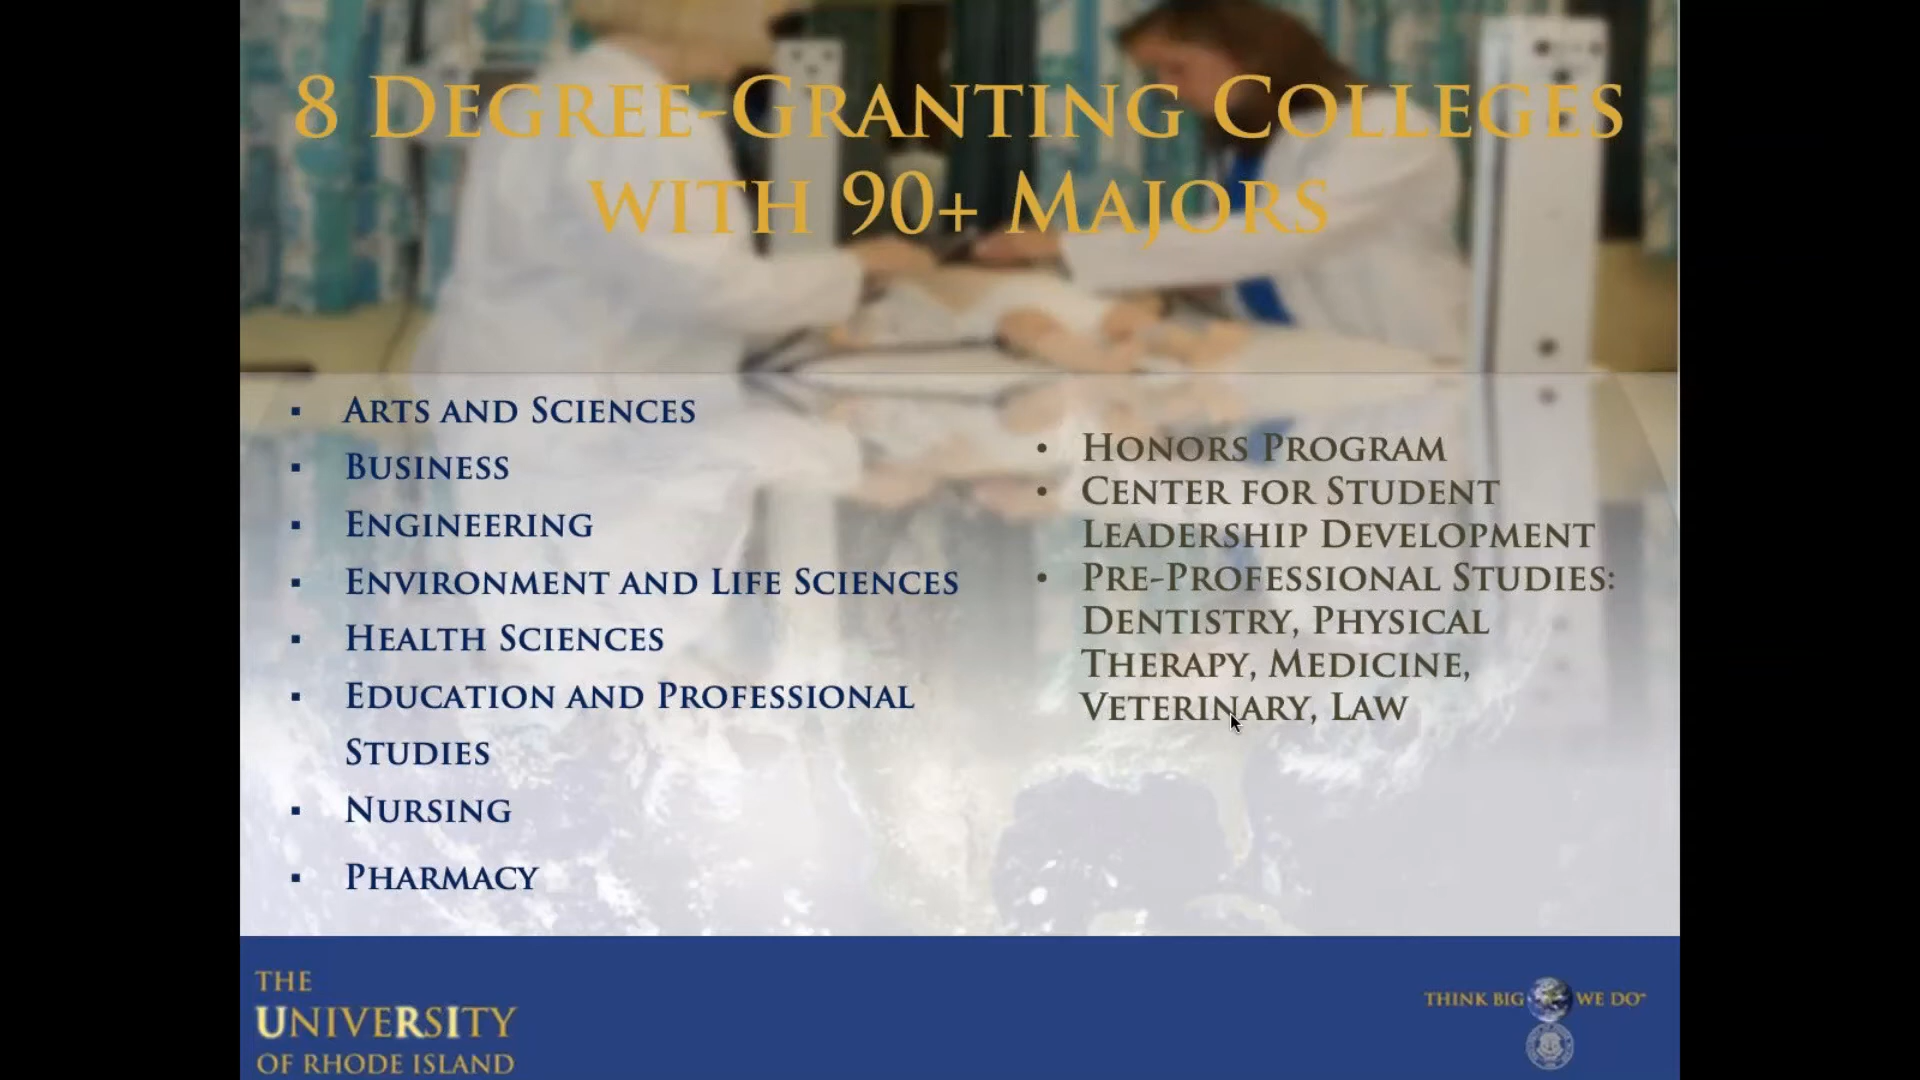 8 Degree-Granting Colleges
with 90+ Majors
▪ Arts and Sciences
▪ Business
▪ Engineering
▪ Environment and Life Sciences
▪ Health Sciences
▪ Education and Professional
Studies
▪ Nursing
▪ Pharmacy
• Honors Program
• Center for Student
Leadership Development
• Pre-Professional Studies:
Dentistry, Physical
Therapy, Medicine,
Veterinary, Law
THE
UNIVERSITY
OF RHODE ISLAND
THINK BIG WE DO℠